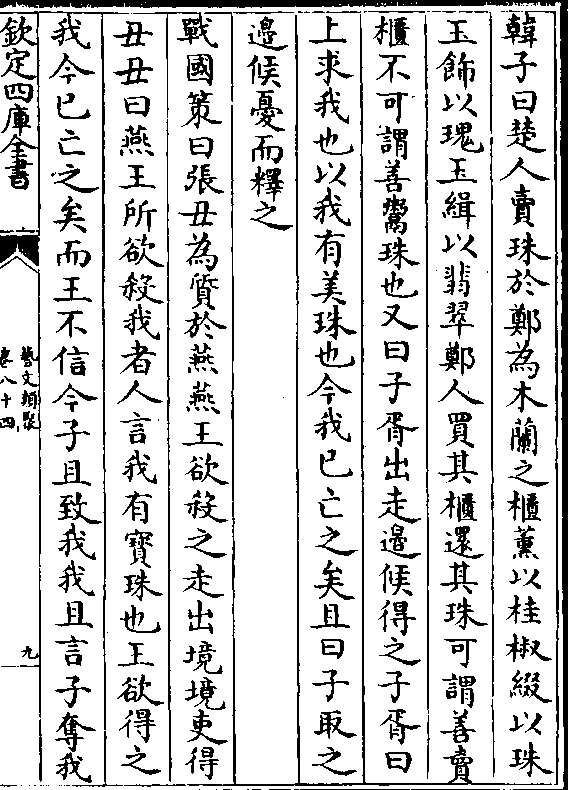 韓子曰楚人賣珠於鄭為木蘭之櫃薰以桂椒綴以珠
玉飾以瑰玉緝以翡翠鄭人買其櫃還其珠可謂善賣
櫃不可謂善鬻珠也又曰子胥出走邉候得之子胥曰
上求我也以我有美珠也今我已亡之矣且曰子取之
邉候憂而釋之
戰國策曰張丑為質於燕燕王欲殺之走出境境吏得
丑丑曰燕王所欲殺我者人言我有寶珠也王欲得之
我今已亡之矣而王不信今子且致我我且言子奪我
欽定四庫全書
藝文類聚
卷八十四
九